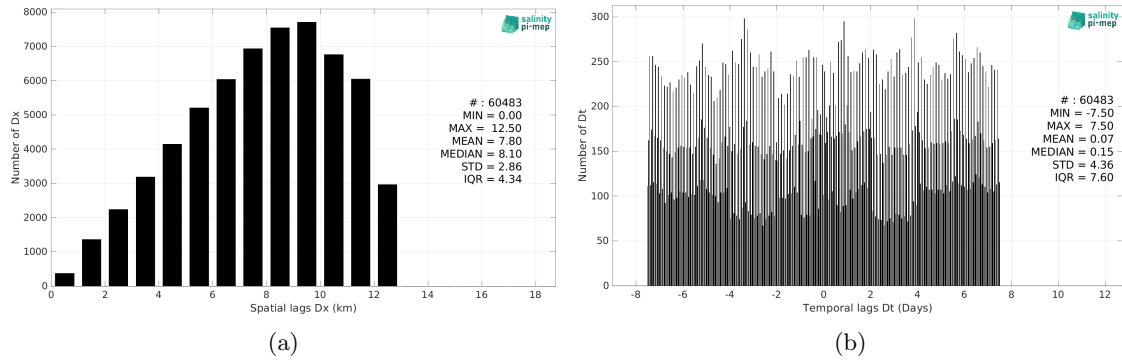 8000
7000
6000
5000
4000
3000
2000
1000
0
Number of Dx
0 2 4 6 8 10 12 14 16 18
Spatial lags Dx (km)
salinity
pi-mep
# : 60483
MIN = 0.00
MAX = 12.50
MEAN = 7.80
MEDIAN = 8.10
STD = 2.86
IQR = 4.34
(a)
300
250
200
150
100
50
0
Number of Dt
-8 -6 -4 -2 0 2 4 6 8 10 12
Temporal lags Dt (Days)
salinity
pi-mep
# : 60483
MIN = -7.50
MAX = 7.50
MEAN = 0.07
MEDIAN = 0.15
STD = 4.36
IQR = 7.60
(b)